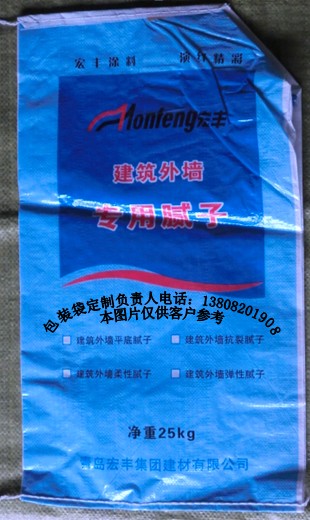 宏丰涂料 演绎精彩
Honfeng宏丰
建筑外墙
专用腻子
包装袋定制负责人电话：13808201908
本图片仅供客户参考
建筑外墙平底腻子 建筑外墙抗裂腻子
建筑外墙柔性腻子 建筑外墙弹性腻子
净重25kg
青岛宏丰集团建材有限公司